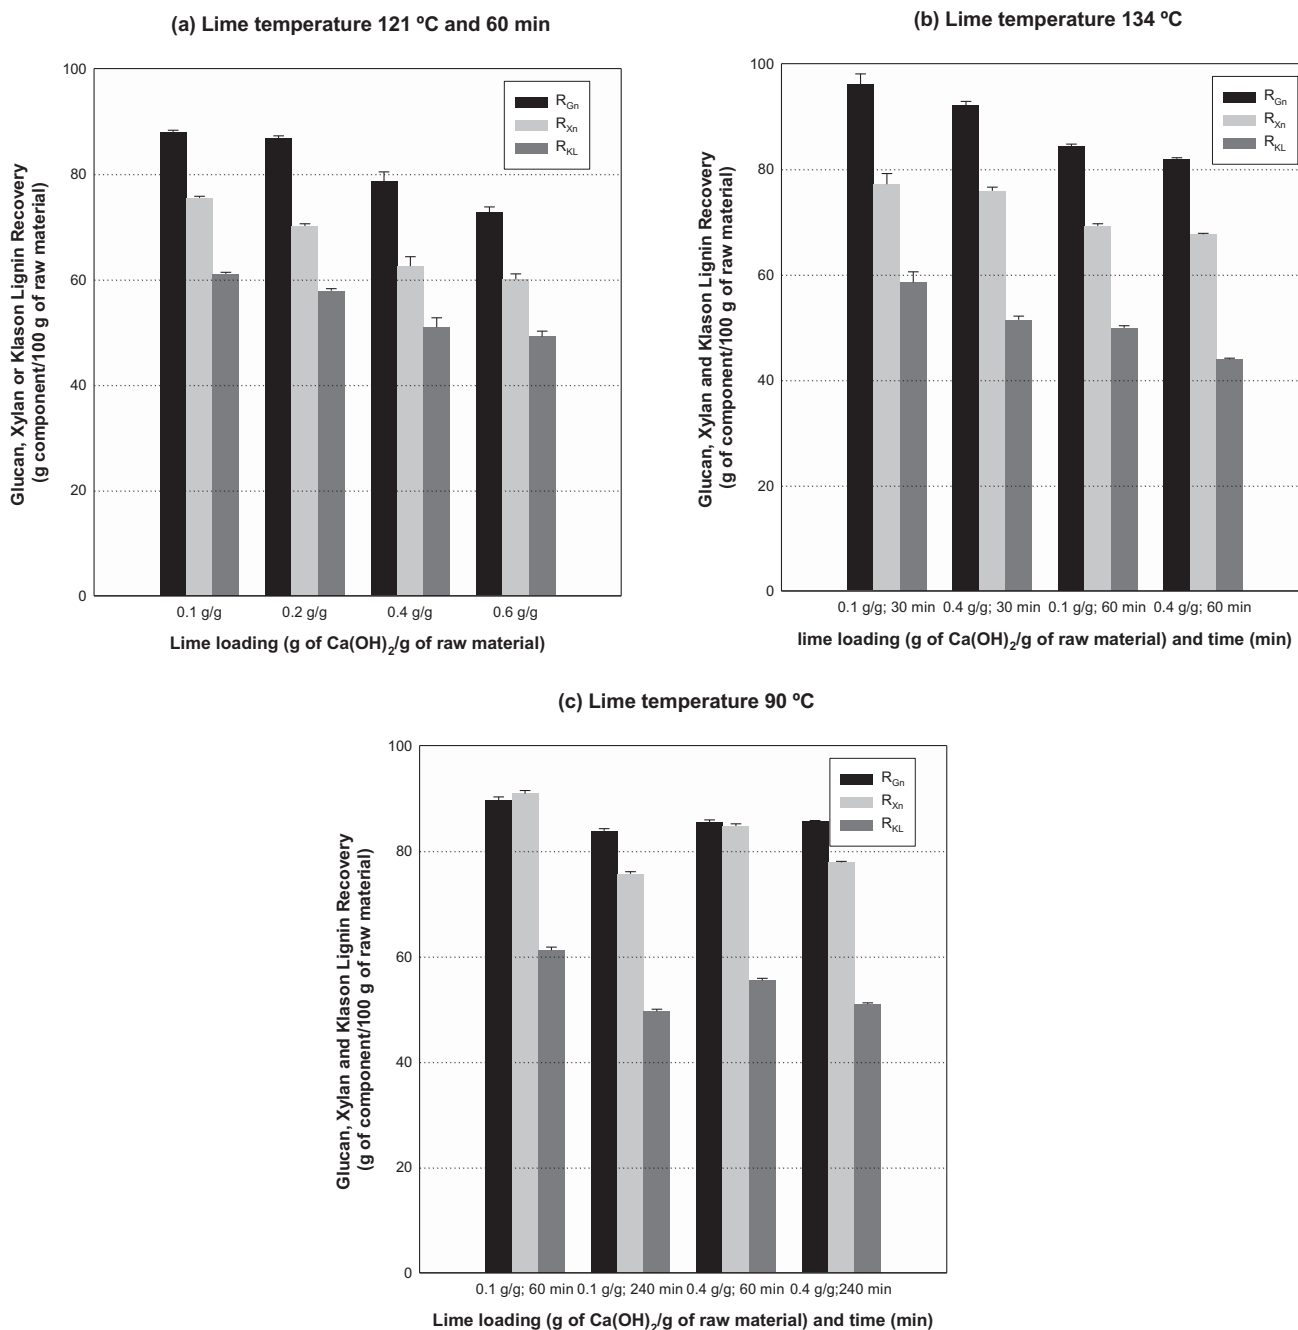 (a) Lime temperature 121 ºC and 60 min
Glucan, Xylan or Klason Lignin Recovery
(g component/100 g of raw material)
100
80
60
40
20
0
R_Gn
R_Xn
R_KL
0.1 g/g 0.2 g/g 0.4 g/g 0.6 g/g
Lime loading (g of Ca(OH)₂/g of raw material)
(b) Lime temperature 134 ºC
Glucan, Xylan and Klason Lignin Recovery
(g of component/100 g of raw material)
100
80
60
40
20
0
R_Gn
R_Xn
R_KL
0.1 g/g; 30 min 0.4 g/g; 30 min 0.1 g/g; 60 min 0.4 g/g; 60 min
lime loading (g of Ca(OH)₂/g of raw material) and time (min)
(c) Lime temperature 90 ºC
Glucan, Xylan and Klason Lignin Recovery
(g of component/100 g of raw material)
100
80
60
40
20
0
R_Gn
R_Xn
R_KL
0.1 g/g; 60 min 0.1 g/g; 240 min 0.4 g/g; 60 min 0.4 g/g;240 min
Lime loading (g of Ca(OH)₂/g of raw material) and time (min)